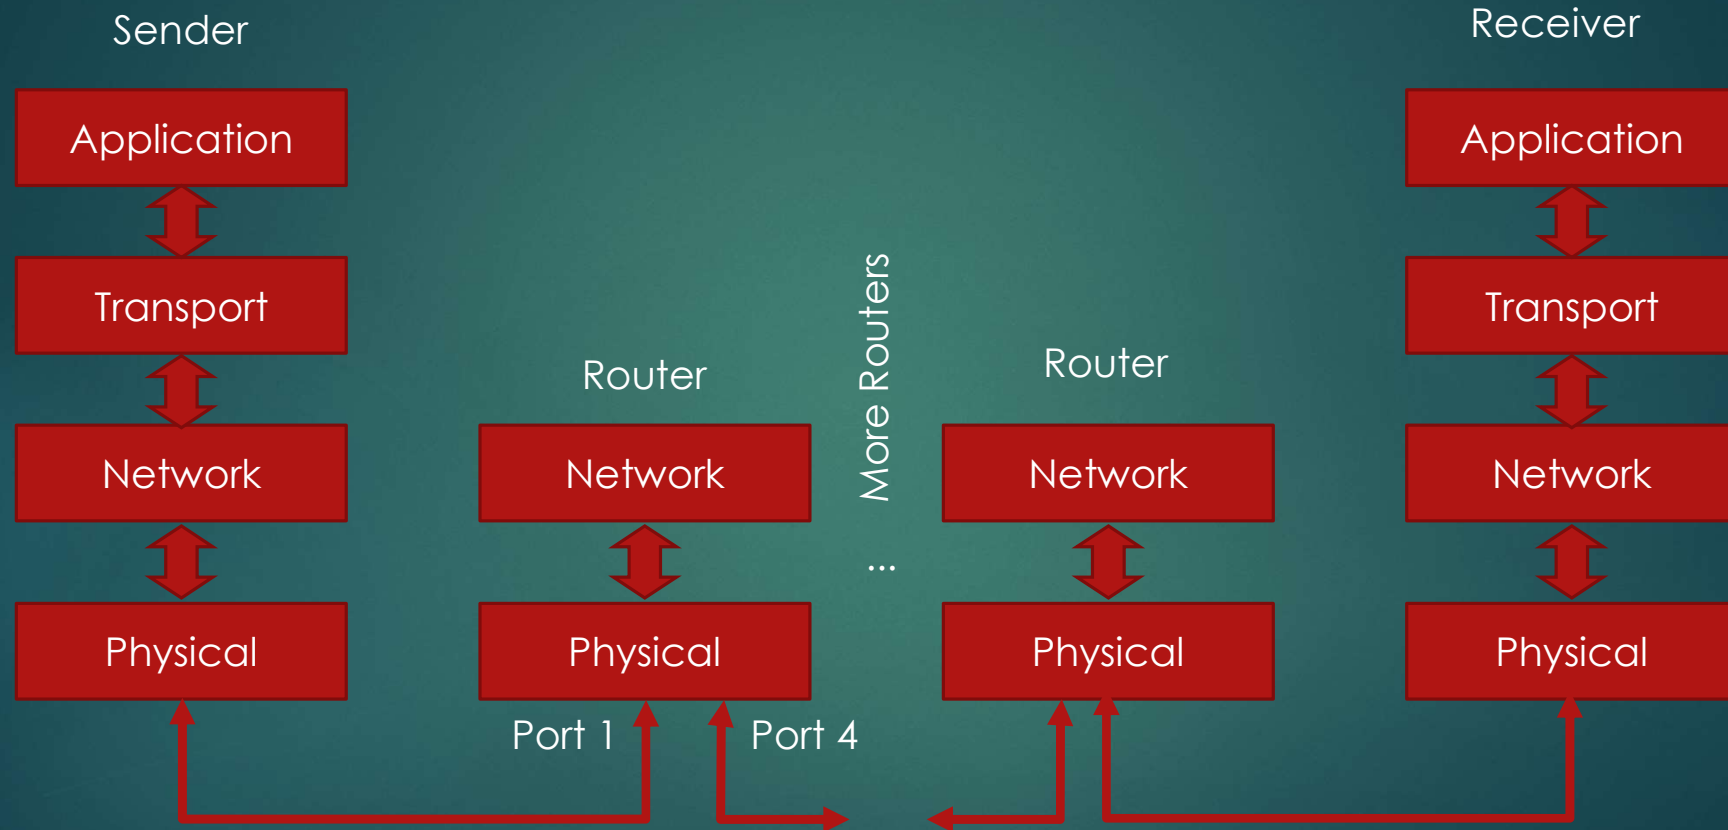 Sender
Receiver
Application
Application
Transport
Transport
More Routers
Router
Router
Network
Network
Network
Network
...
Physical
Physical
Physical
Physical
Port 1
Port 4